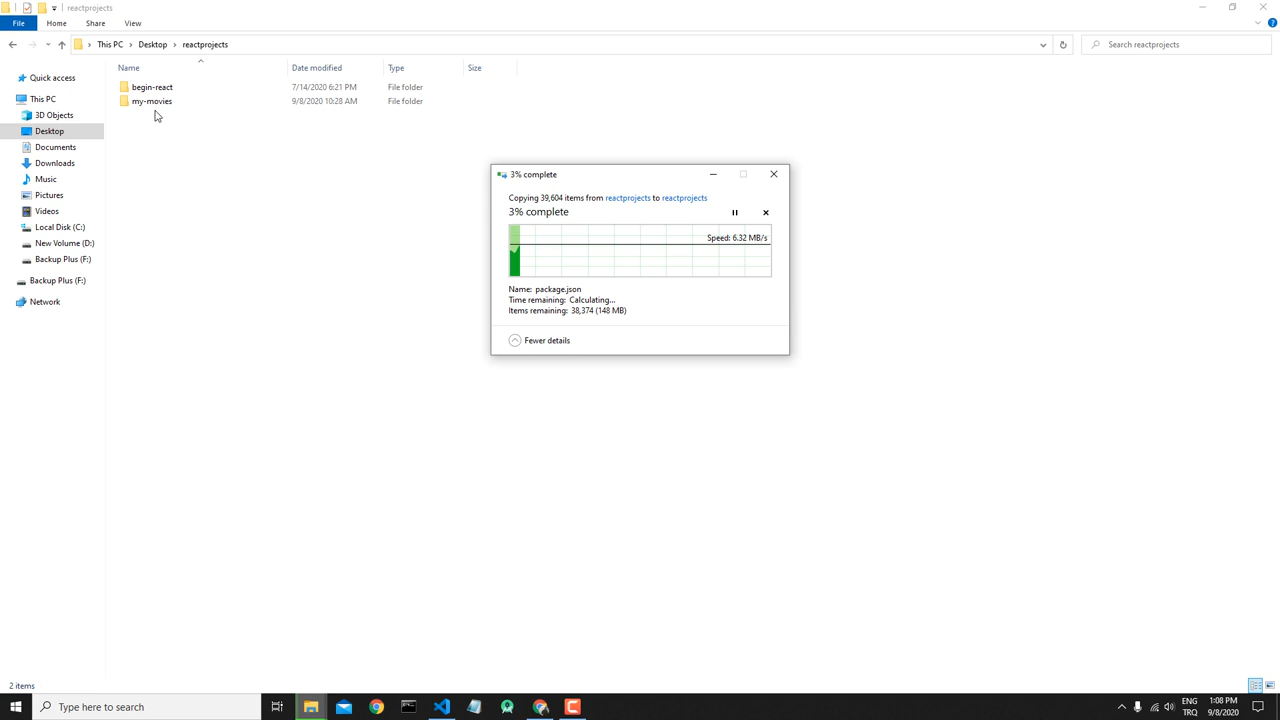 reactprojects
File Home Share View
This PC Desktop reactprojects
Search reactprojects
Name Date modified Type Size
Quick access
This PC
3D Objects
Desktop
Documents
Downloads
Music
Pictures
Videos
Local Disk (C:)
New Volume (D:)
Backup Plus (F:)
Backup Plus (F:)
Network
begin-react 7/14/2020 6:21 PM File folder
my-movies 9/8/2020 10:28 AM File folder
3% complete
Copying 39,604 items from reactprojects to reactprojects
3% complete
Speed: 6.32 MB/s
Name: package.json
Time remaining: Calculating...
Items remaining: 38,374 (148 MB)
Fewer details
2 items
Type here to search
ENG 1:08 PM
TRQ 9/8/2020